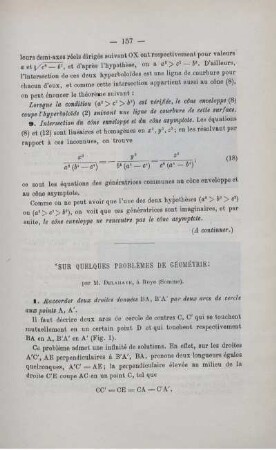 — 157 —
leurs demi-axes réels dirigés suivant OX ont respectivement pour valeurs
a et √c² — b², et d'après l'hypothèse, on a a² > c² — b². D'ailleurs,
l'intersection de ces deux hyperboloïdes est une ligne de courbure pour
chacun d'eux, et comme cette intersection appartient au cône (8),
on peut énoncer le théorème suivant :
Lorsque la condition (a² > c² > b²) est vérifiée, le cône enveloppe (8)
coupe l'hyperboloïde (2) suivant une ligne de courbure de cette surface.
9. Intersection du cône enveloppe et du cône asymptote. Les équations
(8) et (12) sont linéaires et homogènes en x², y², z² ; en les résolvant par
rapport à ces inconnues, on trouve
(18)
ce sont les équations des génératrices communes au cône enveloppe et
au cône asymptote.
Comme on ne peut avoir que l'une des deux hypothèses (a² > b² > c²)
ou (a² > c² > b²), on voit que ces génératrices sont imaginaires, et par
suite, le cône enveloppe ne rencontre pas le cône asymptote.
(A continuer.)
SUR QUELQUES PROBLÈMES DE GÉOMÉTRIE;
par M. Delahaye, à Roye (Somme).
1. Raccorder deux droites données BA, B'A' par deux arcs de cercle
aux points A, A'.
Il faut décrire deux arcs de cercle de centres C, C' qui se touchent
mutuellement en un certain point D et qui touchent respectivement
BA en A, B'A' en A' (Fig. 1).
Ce problème admet une infinité de solutions. En effet, sur les droites
A'C', AE perpendiculaires à B'A', BA, prenons deux longueurs égales
quelconques, A'C' = AE ; la perpendiculaire élevée au milieu de la
droite C'E coupe AC en un point C, tel que
CC' = CE = CA — C'A',